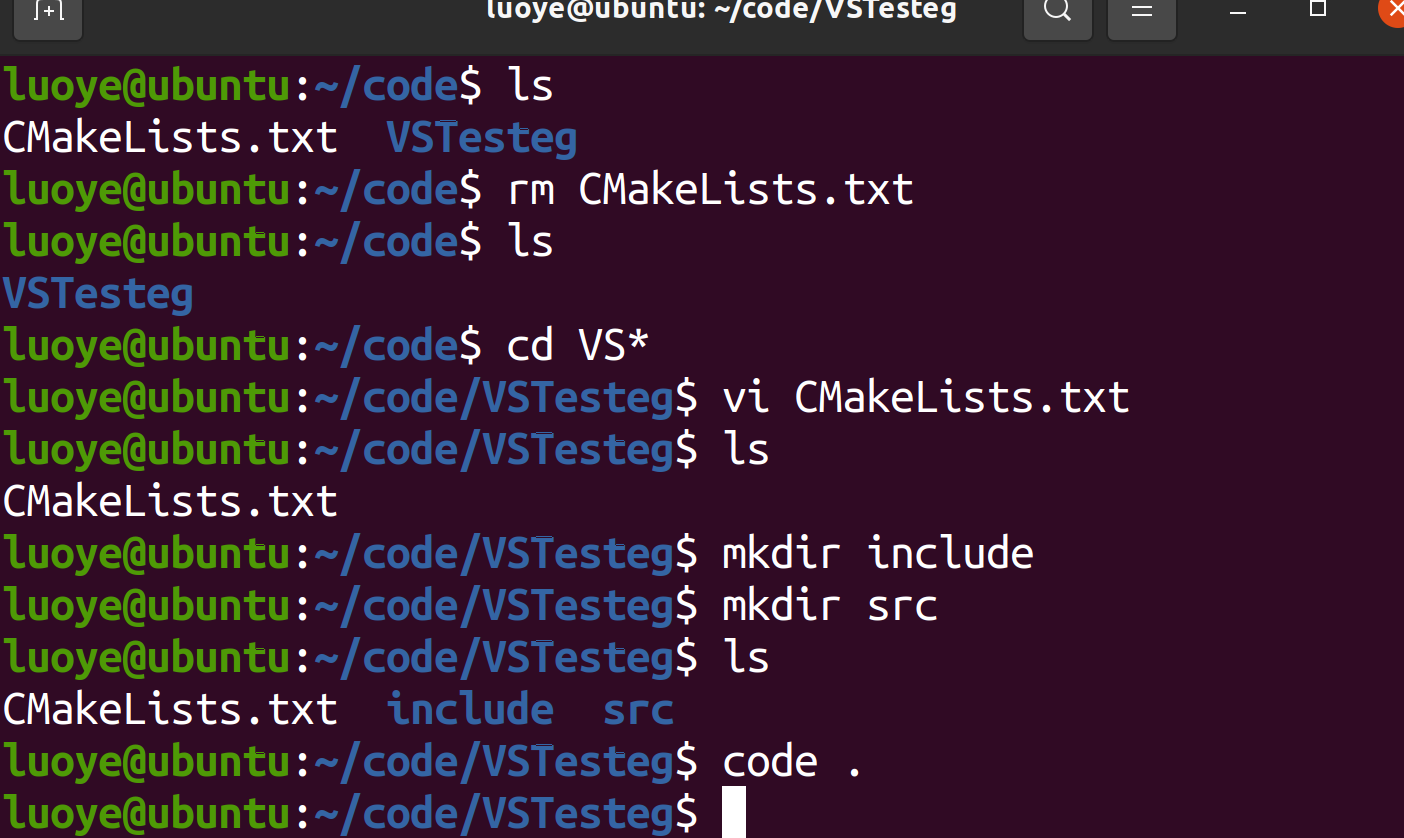 luoye@ubuntu: ~/code/VSTesteg
luoye@ubuntu:~/code$ ls
CMakeLists.txt  VSTesteg
luoye@ubuntu:~/code$ rm CMakeLists.txt
luoye@ubuntu:~/code$ ls
VSTesteg
luoye@ubuntu:~/code$ cd VS*
luoye@ubuntu:~/code/VSTesteg$ vi CMakeLists.txt
luoye@ubuntu:~/code/VSTesteg$ ls
CMakeLists.txt
luoye@ubuntu:~/code/VSTesteg$ mkdir include
luoye@ubuntu:~/code/VSTesteg$ mkdir src
luoye@ubuntu:~/code/VSTesteg$ ls
CMakeLists.txt  include  src
luoye@ubuntu:~/code/VSTesteg$ code .
luoye@ubuntu:~/code/VSTesteg$